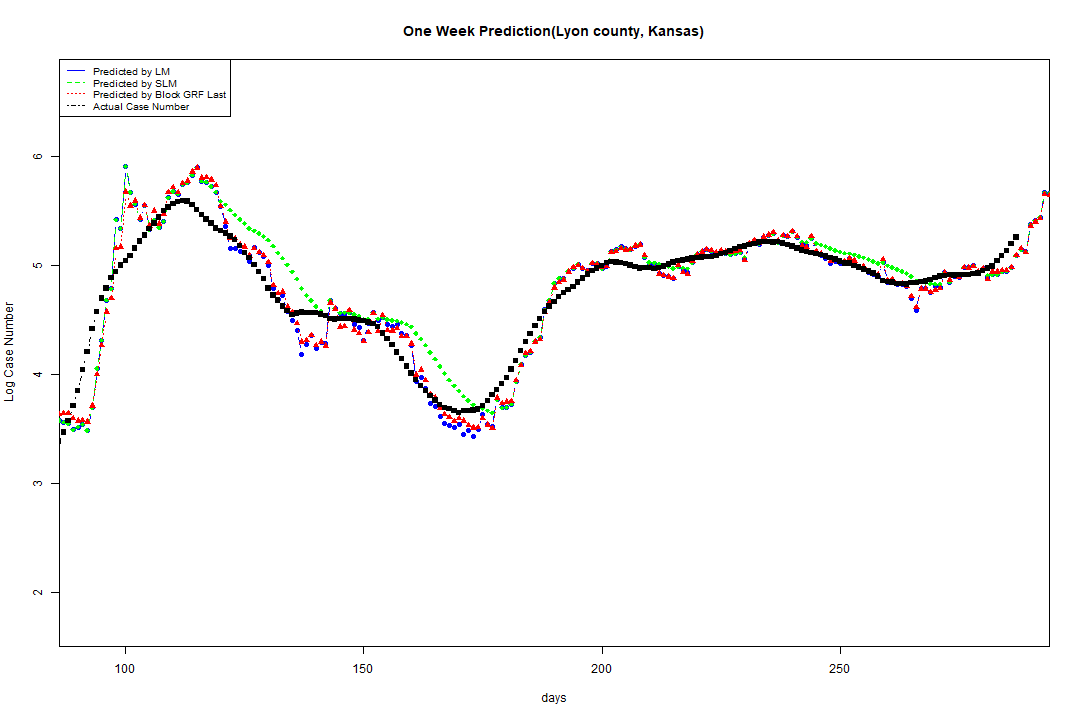 One Week Prediction(Lyon county, Kansas)
Predicted by LM
Predicted by SLM
Predicted by Block GRF Last
Actual Case Number
6
5
4
3
2
Log Case Number
100 150 200 250
days